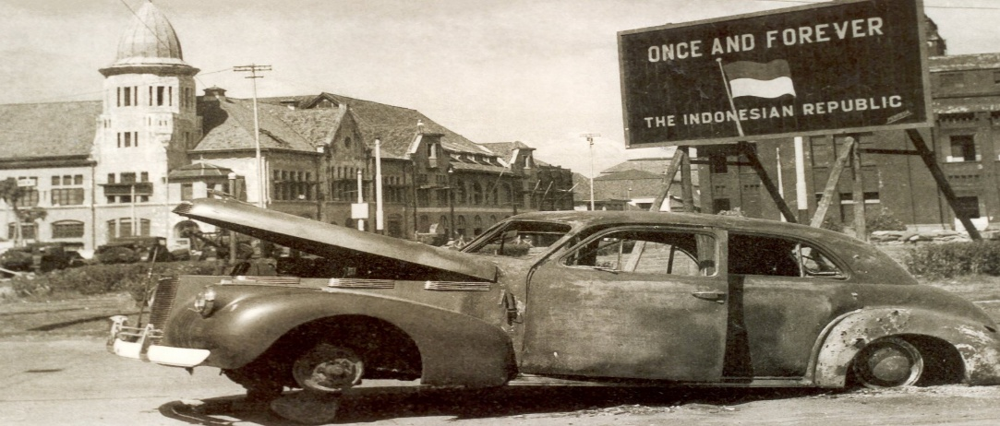 ONCE AND FOREVER
THE INDONESIAN REPUBLIC